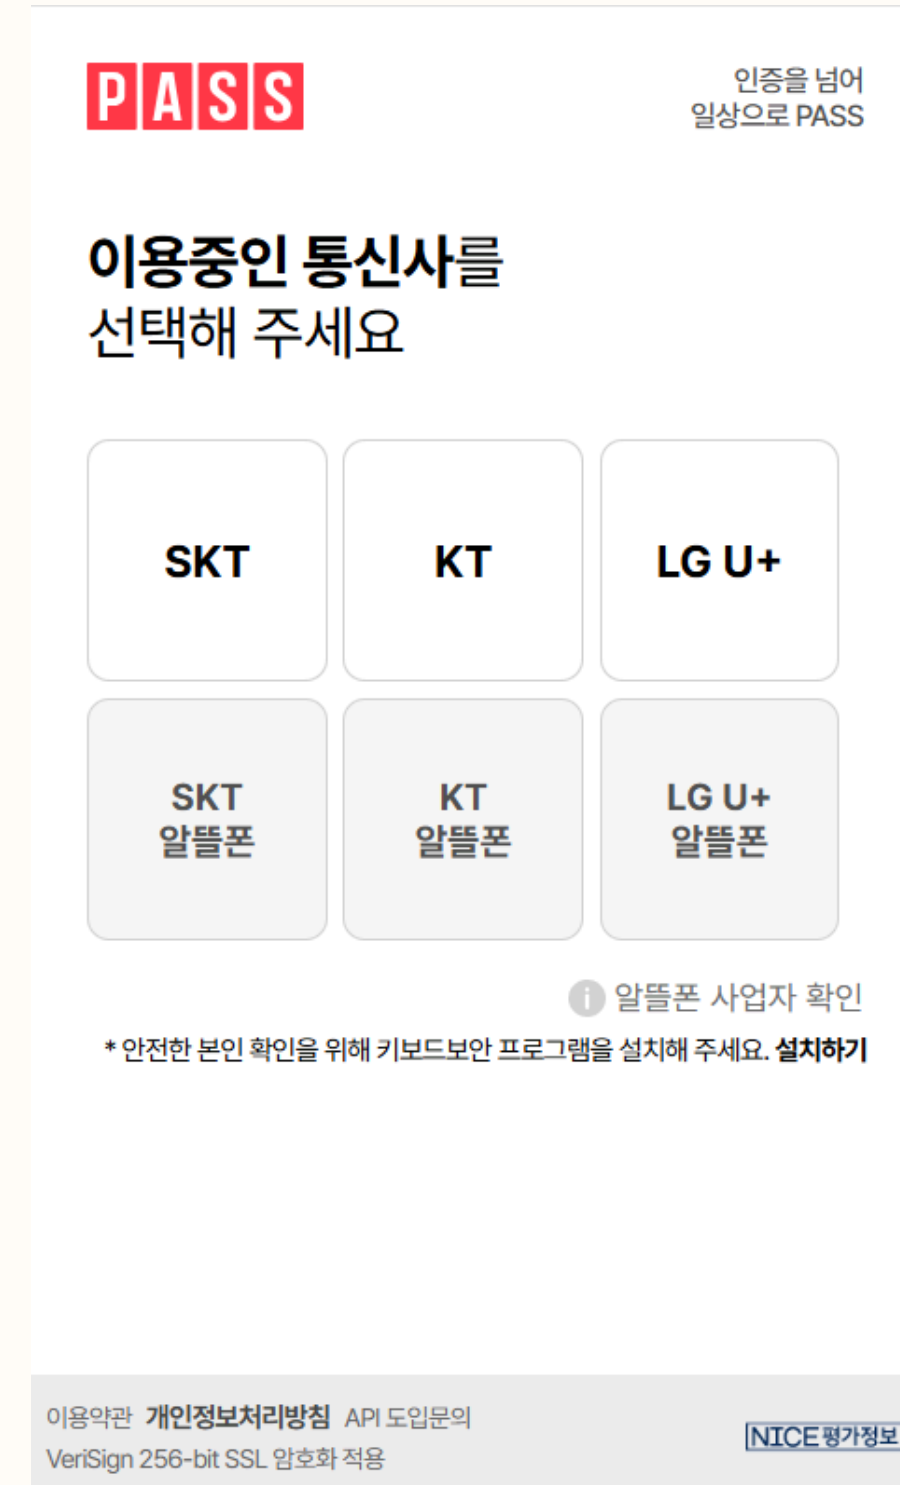 PASS
인증을 넘어
일상으로 PASS
이용중인 통신사를
선택해 주세요
SKT
KT
LG U+
SKT
알뜰폰
KT
알뜰폰
LG U+
알뜰폰
i 알뜰폰 사업자 확인
* 안전한 본인 확인을 위해 키보드보안 프로그램을 설치해 주세요. 설치하기
이용약관 개인정보처리방침 API 도입문의
VeriSign 256-bit SSL 암호화 적용
NICE평가정보